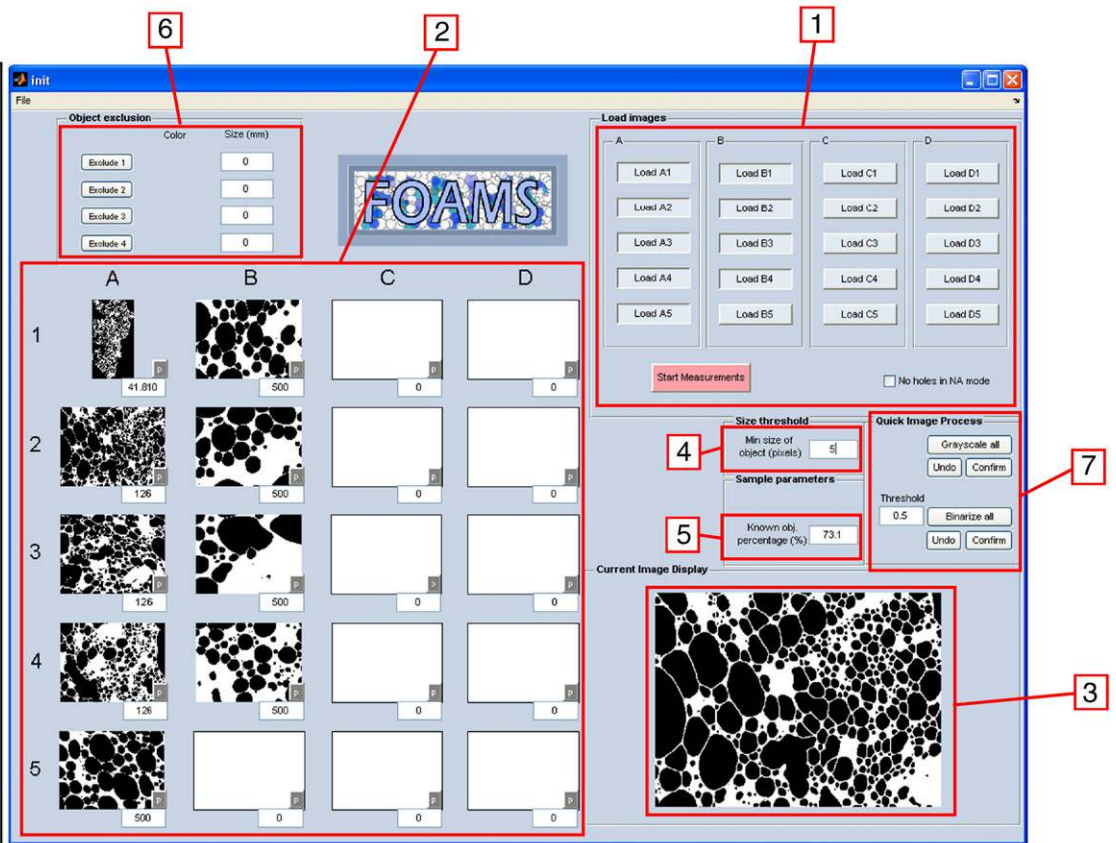 6
2
1
init
File
Object exclusion
Color Size (mm)
Exclude 1 0
Exclude 2 0
Exclude 3 0
Exclude 4 0
FOAMS
Load images
A B C D
Load A1 Load B1 Load C1 Load D1
Load A2 Load B2 Load C2 Load D2
Load A3 Load B3 Load C3 Load D3
Load A4 Load B4 Load C4 Load D4
Load A5 Load B5 Load C5 Load D5
Start Measurements No holes in NA mode
A B C D
1 p p p p
41.810 500 0 0
2 p p p p
126 500 0 0
3 p p p p
126 500 0 0
4 p p p p
126 500 0 0
5 p p p p
500 0 0 0
Size threshold
4 Min size of
object (pixels) 5
Sample parameters
5 Known obj.
percentage (%) 73.1
Quick Image Process
Grayscale all
Undo Confirm
7
Threshold
0.5 Binarize all
Undo Confirm
Current Image Display
3